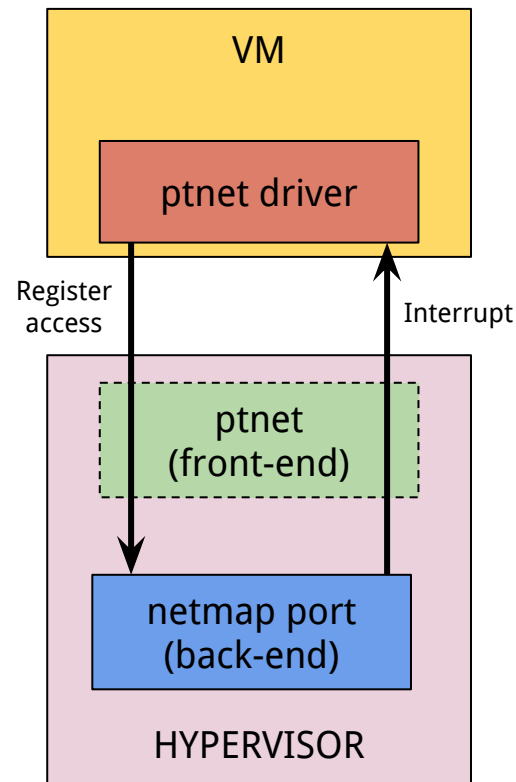 VM
ptnet driver
Register
access
Interrupt
ptnet
(front-end)
netmap port
(back-end)
HYPERVISOR